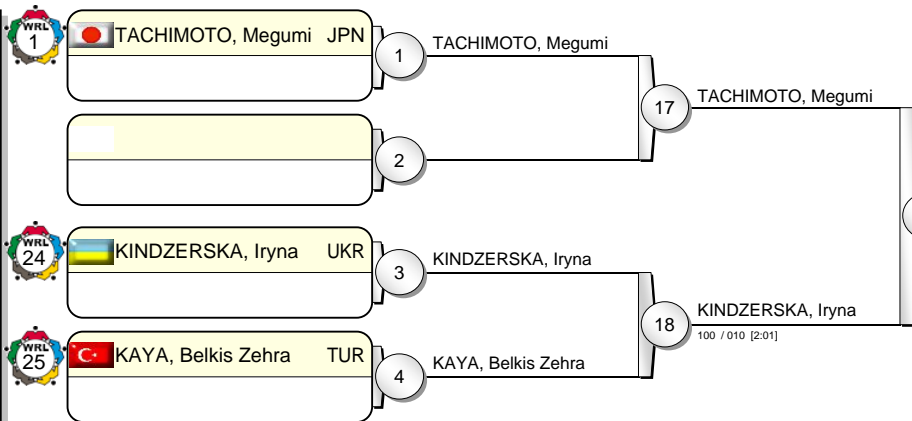 WRL
1
TACHIMOTO, Megumi JPN
1
TACHIMOTO, Megumi
17
TACHIMOTO, Megumi
2
WRL
24
KINDZERSKA, Iryna UKR
3
KINDZERSKA, Iryna
18
KINDZERSKA, Iryna
100 / 010 [2:01]
WRL
25
KAYA, Belkis Zehra TUR
4
KAYA, Belkis Zehra